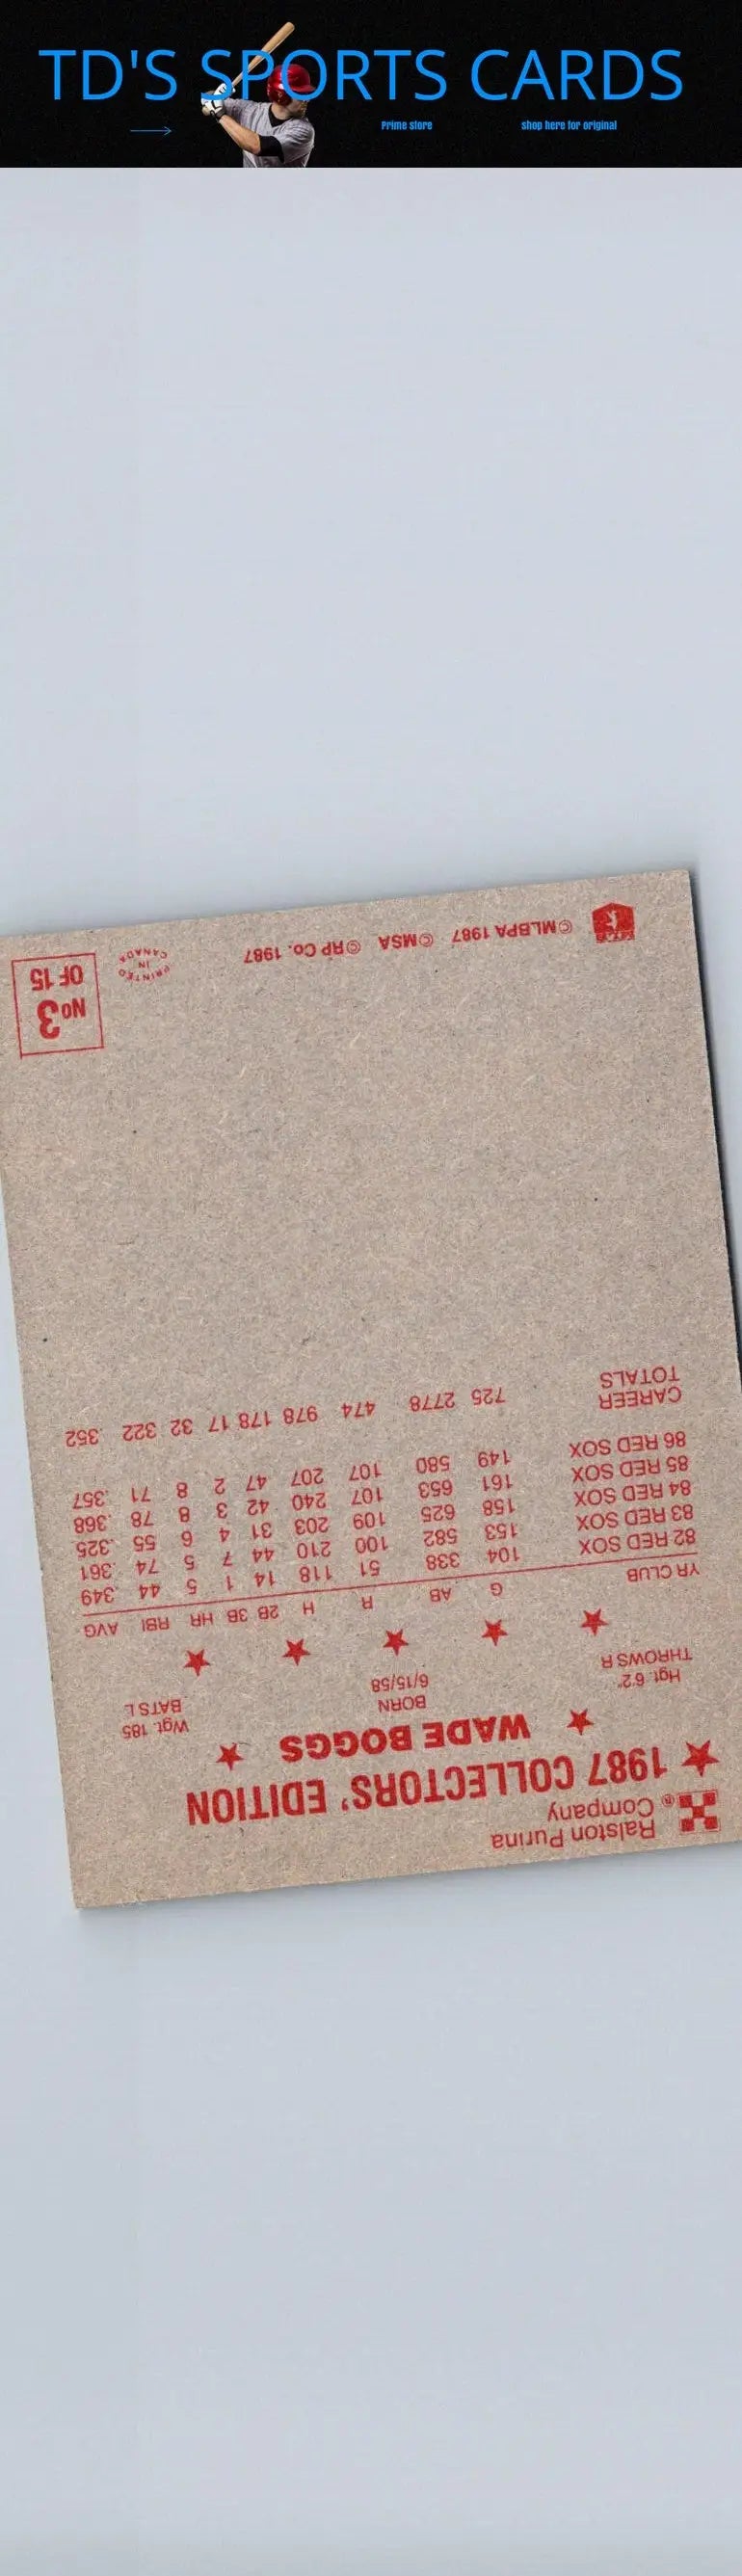 TD'S SPORTS CARDS
Prime store
shop here for original
Ralston Purina
Company ®
1987 COLLECTORS' EDITION
WADE BOGGS
Hgt. 6'2" BORN Wgt. 185
THROWS R 6/15/58 BATS L
YR CLUB G AB R H 2B 3B HR RBI AVG
82 RED SOX 104 338 51 118 14 1 5 44 .349
83 RED SOX 153 582 100 210 44 7 5 74 .361
84 RED SOX 158 625 109 203 31 4 6 55 .325
85 RED SOX 161 653 107 240 42 3 8 78 .368
86 RED SOX 149 580 107 207 47 2 8 71 .357
CAREER
TOTALS 725 2778 474 978 178 17 32 322 .352
©MLBPA 1987 ©MSA ©RP Co. 1987
PRINTED
IN
CANADA
No 3
OF 15